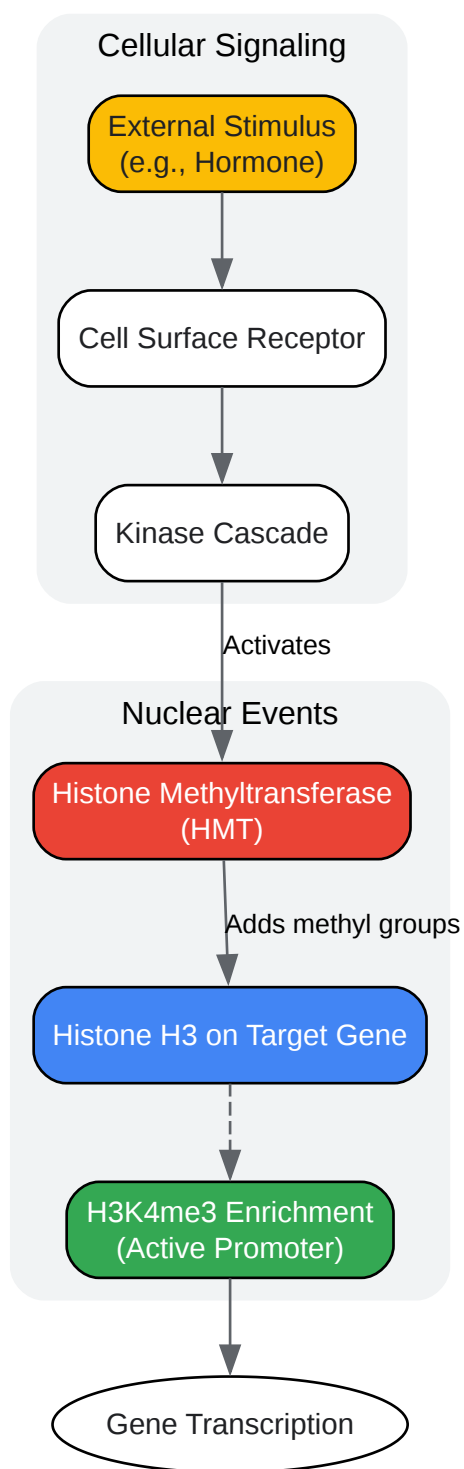 Cellular Signaling
External Stimulus
(e.g., Hormone)
Cell Surface Receptor
Kinase Cascade
Activates
Nuclear Events
Histone Methyltransferase
(HMT)
Adds methyl groups
Histone H3 on Target Gene
H3K4me3 Enrichment
(Active Promoter)
Gene Transcription